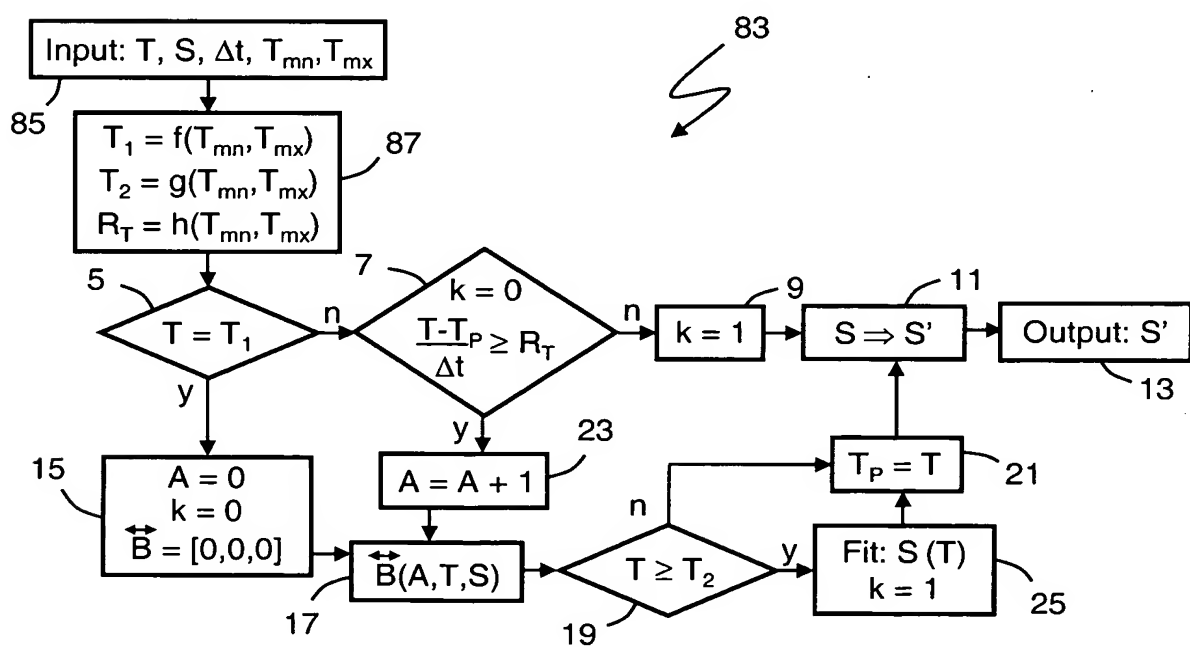 83
Input: T, S, Δt, Tmn, Tmx
85
T1 = f(Tmn, Tmx)
T2 = g(Tmn, Tmx)
RT = h(Tmn, Tmx)
87
5
T = T1
n
y
7
k = 0
T-TP/Δt ≥ RT
n
y
9
k = 1
11
S ⇒ S'
Output: S'
13
15
A = 0
k = 0
B = [0,0,0]
23
A = A + 1
B(A,T,S)
17
T ≥ T2
19
n
y
TP = T
21
Fit: S (T)
k = 1
25